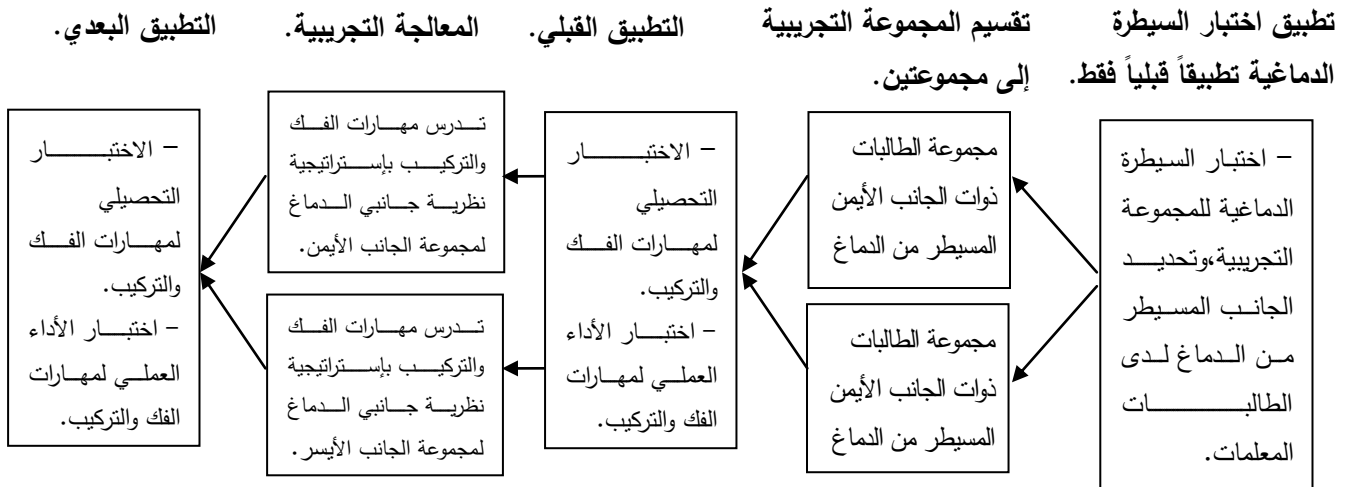 تطبيق اختبار السيطرة
الدماغية تطبيقاً قبلياً فقط.
تقسيم المجموعة التجريبية
إلى مجموعتين.
التطبيق القبلي.
المعالجة التجريبية.
التطبيق البعدي.
– اختبار السيطرة
الدماغية للمجموعة
التجريبية،وتحديد
الجانب المسيطر
من الدماغ لدى
الطالبات
المعلمات.
مجموعة الطالبات
ذوات الجانب الأيمن
المسيطر من الدماغ
مجموعة الطالبات
ذوات الجانب الأيمن
المسيطر من الدماغ
– الاختبار
التحصيلي
لمهارات الفك
والتركيب.
– اختبار الأداء
العملي لمهارات
الفك والتركيب.
تدرس مهارات الفك
والتركيب بإستراتيجية
نظرية جانبي الدماغ
لمجموعة الجانب الأيمن.
تدرس مهارات الفك
والتركيب بإستراتيجية
نظرية جانبي الدماغ
لمجموعة الجانب الأيسر.
– الاختبار
التحصيلي
لمهارات الفك
والتركيب.
– اختبار الأداء
العملي لمهارات
الفك والتركيب.